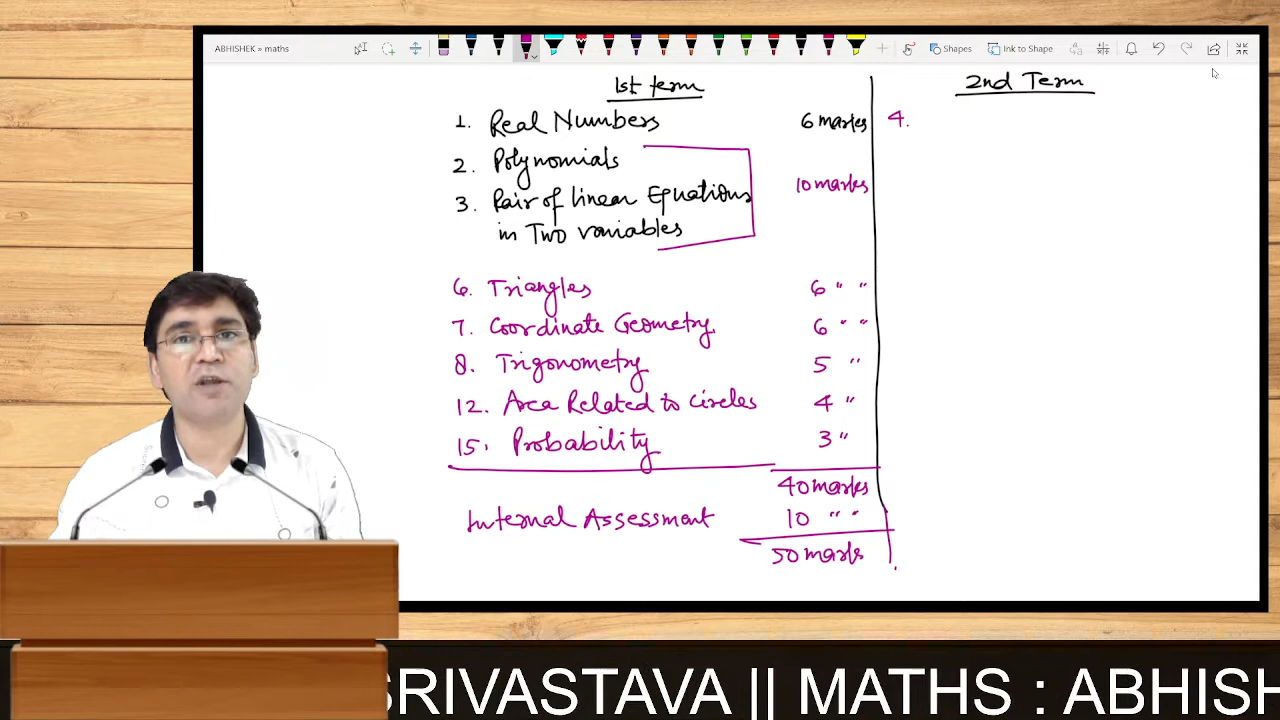 ABHISHEK » maths
Shapes
Ink to Shape
1st term
2nd Term
1. Real Numbers 6 marks
4.
2. Polynomials
10 marks
3. Pair of linear Equations
in Two variables
6. Triangles 6 " "
7. Coordinate Geometry 6 " "
8. Trigonometry 5 "
12. Area Related to circles 4 "
15. Probability 3 "
40 marks
Internal Assessment 10 " "
50 marks
SRIVASTAVA || MATHS : ABHISH